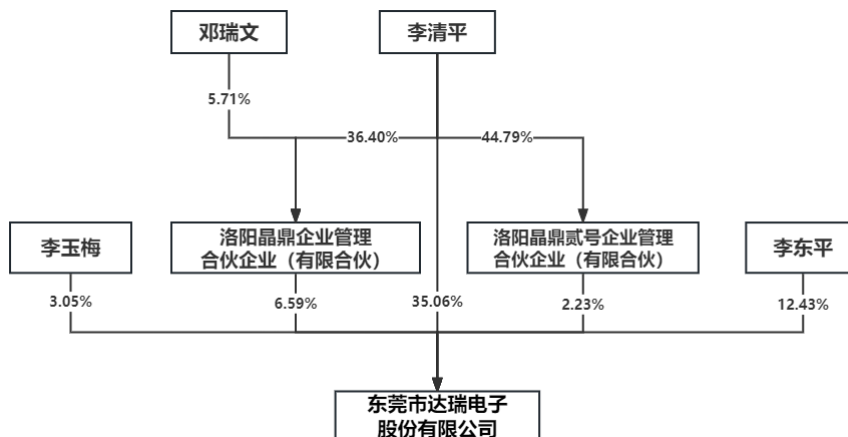 邓瑞文
李清平
5.71%
36.40%
44.79%
李玉梅
洛阳晶鼎企业管理
合伙企业（有限合伙）
洛阳晶鼎贰号企业管理
合伙企业（有限合伙）
李东平
3.05%
6.59%
35.06%
2.23%
12.43%
东莞市达瑞电子
股份有限公司